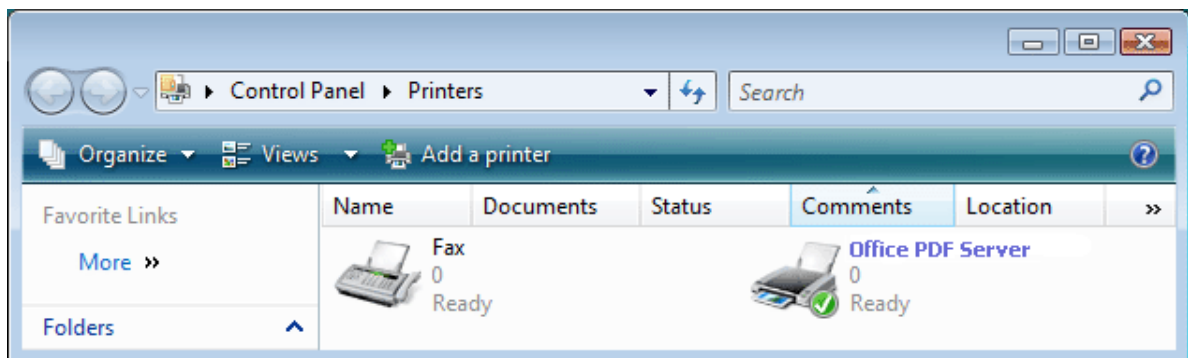 Control Panel Printers Search
Organize Views Add a printer
Favorite Links Name Documents Status Comments Location
More
Fax Office PDF Server
0 0
Ready Ready
Folders